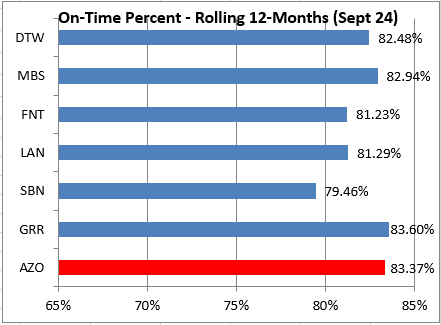 On-Time Percent - Rolling 12-Months (Sept 24)
DTW 82.48%
MBS 82.94%
FNT 81.23%
LAN 81.29%
SBN 79.46%
GRR 83.60%
AZO 83.37%
65% 70% 75% 80% 85%